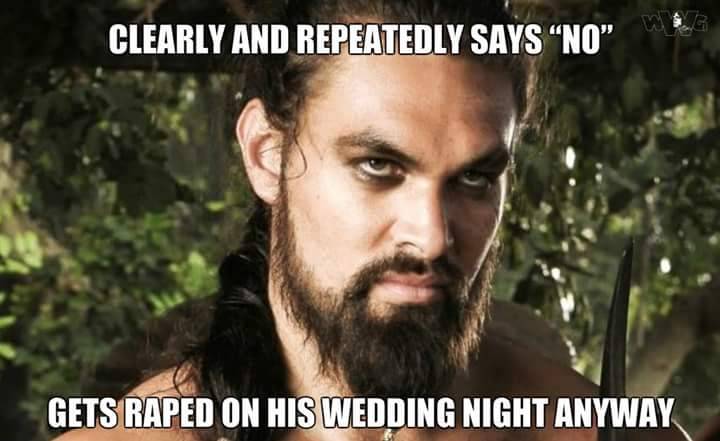 CLEARLY AND REPEATEDLY SAYS “NO”
GETS RAPED ON HIS WEDDING NIGHT ANYWAY